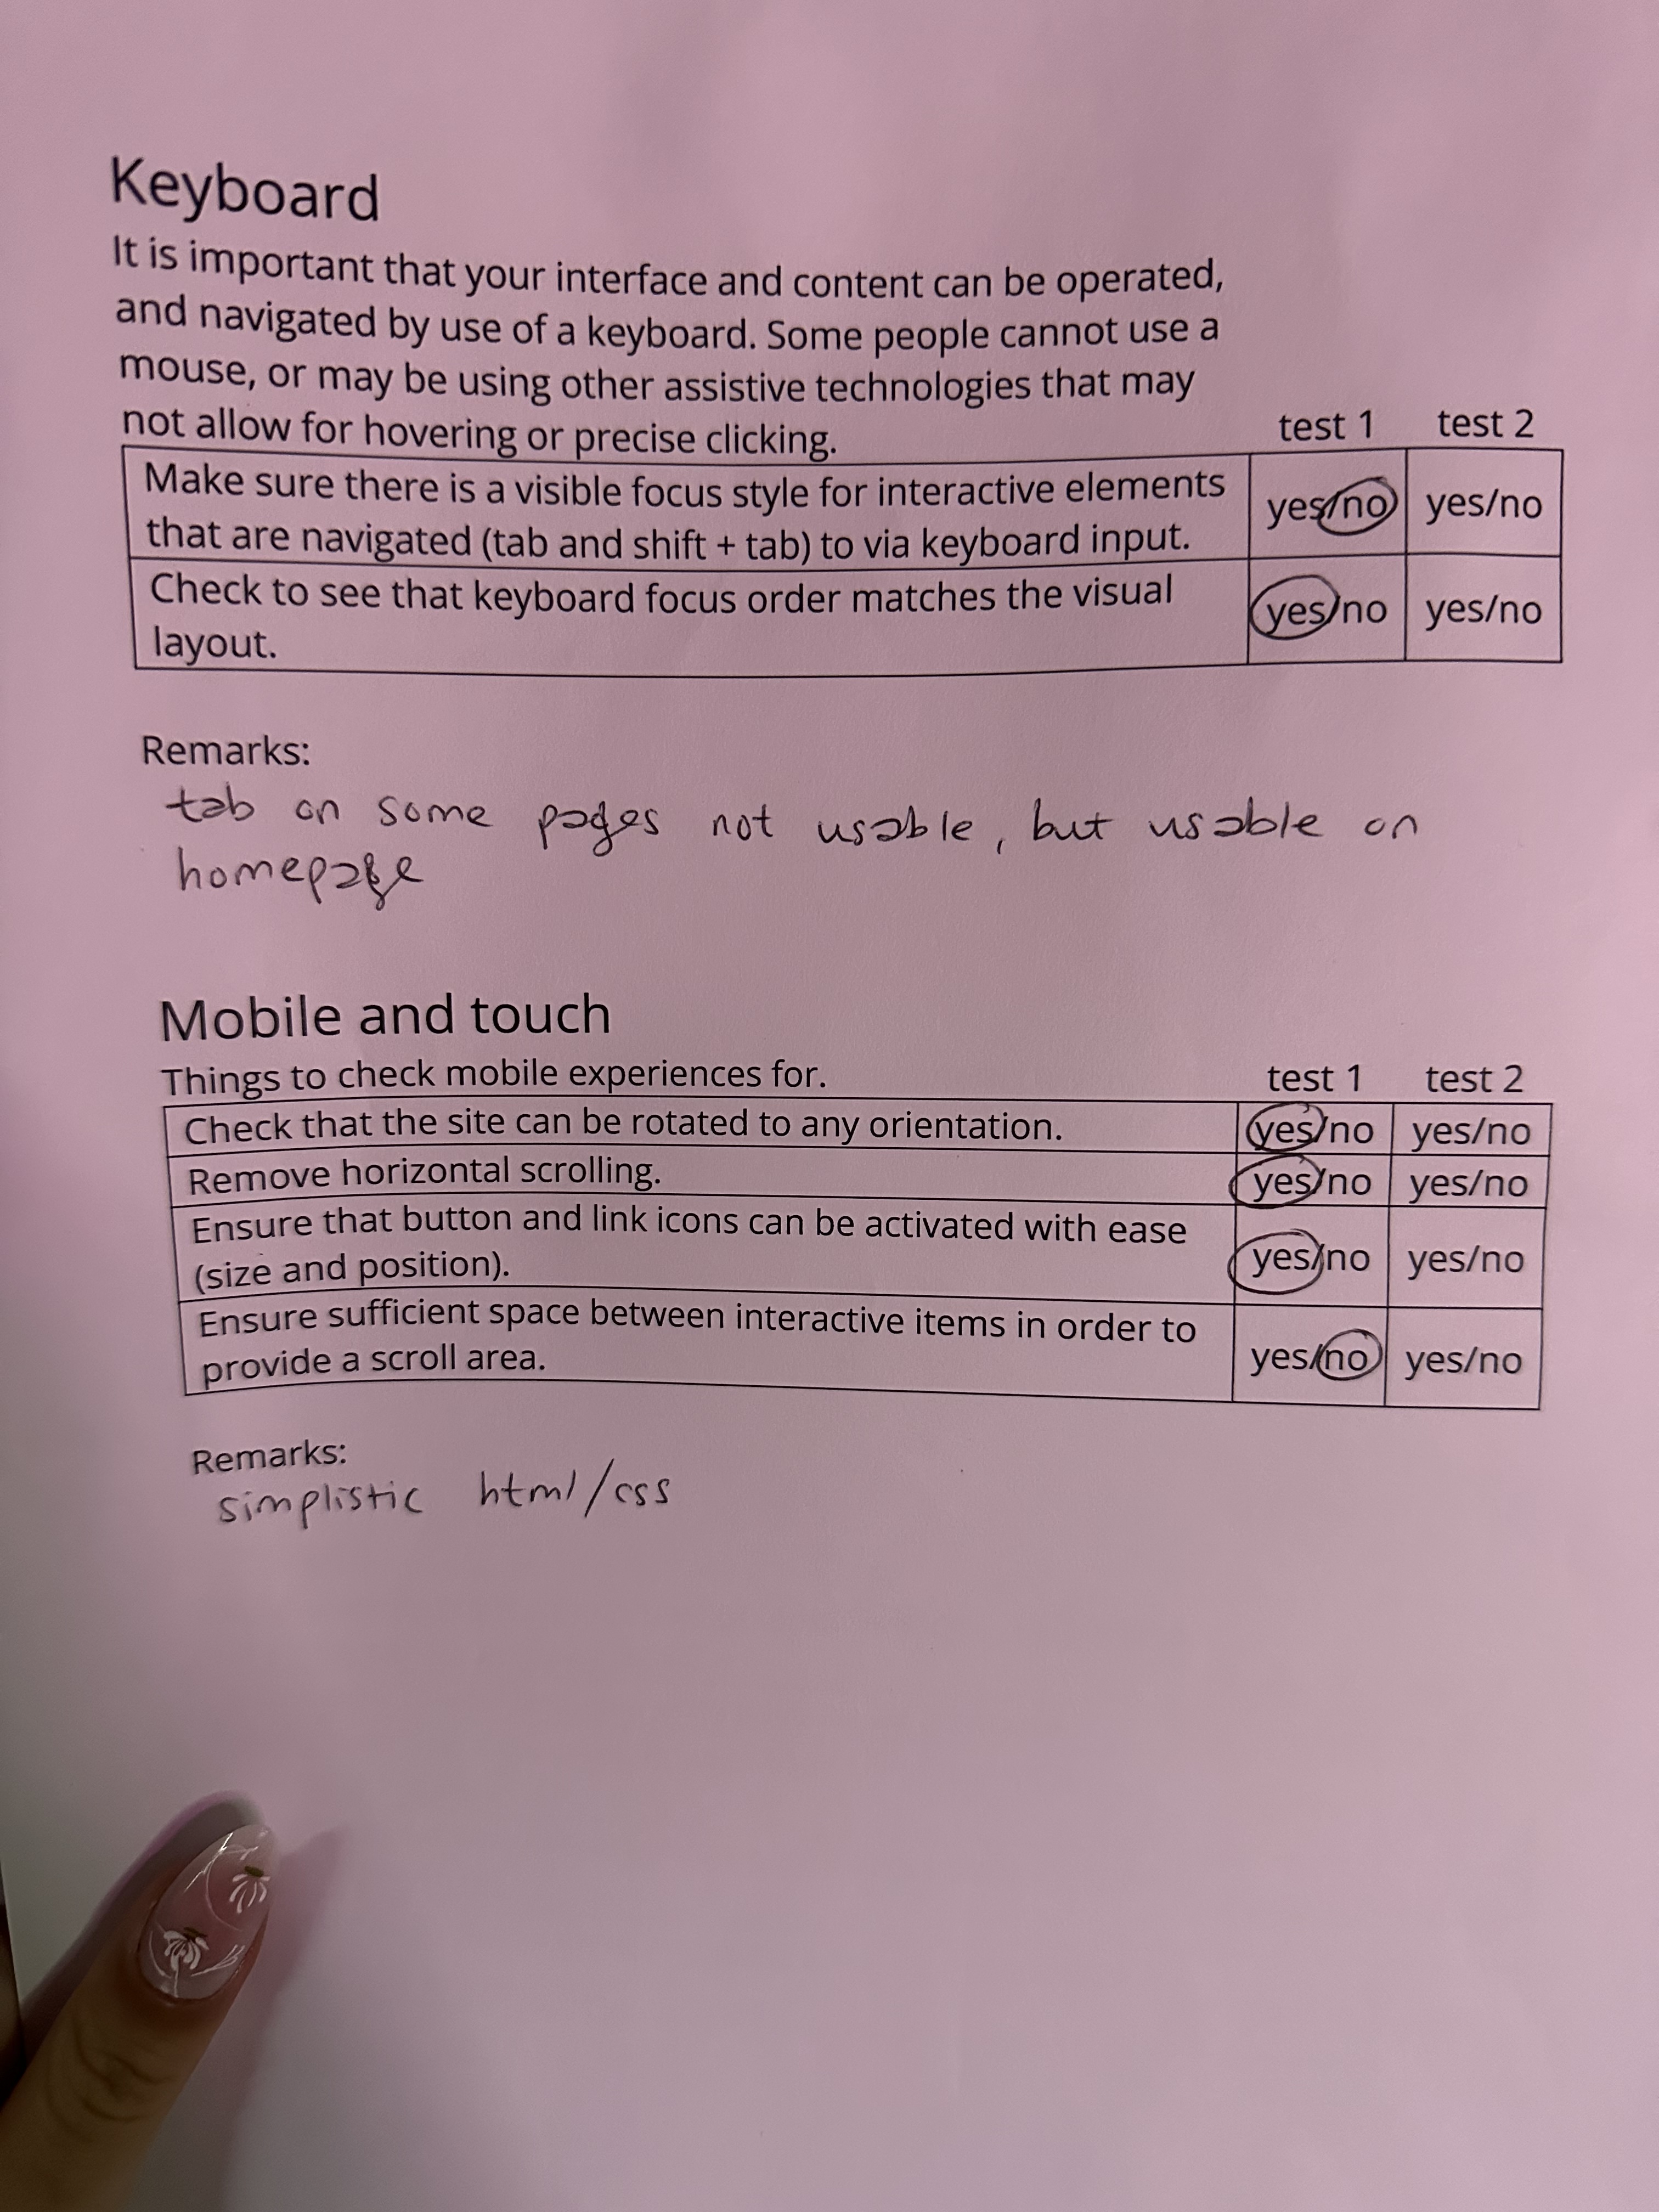 Keyboard
It is important that your interface and content can be operated,
and navigated by use of a keyboard. Some people cannot use a
mouse, or may be using other assistive technologies that may
not allow for hovering or precise clicking.
test 1 test 2
Make sure there is a visible focus style for interactive elements
that are navigated (tab and shift + tab) to via keyboard input.
yes/no yes/no
Check to see that keyboard focus order matches the visual
layout.
yes/no yes/no
Remarks:
tab on some pages not usable, but usable on
homepage
Mobile and touch
Things to check mobile experiences for.
test 1 test 2
Check that the site can be rotated to any orientation. yes/no yes/no
Remove horizontal scrolling. yes/no yes/no
Ensure that button and link icons can be activated with ease
(size and position).
yes/no yes/no
Ensure sufficient space between interactive items in order to
provide a scroll area.
yes/no yes/no
Remarks:
simplistic html/css